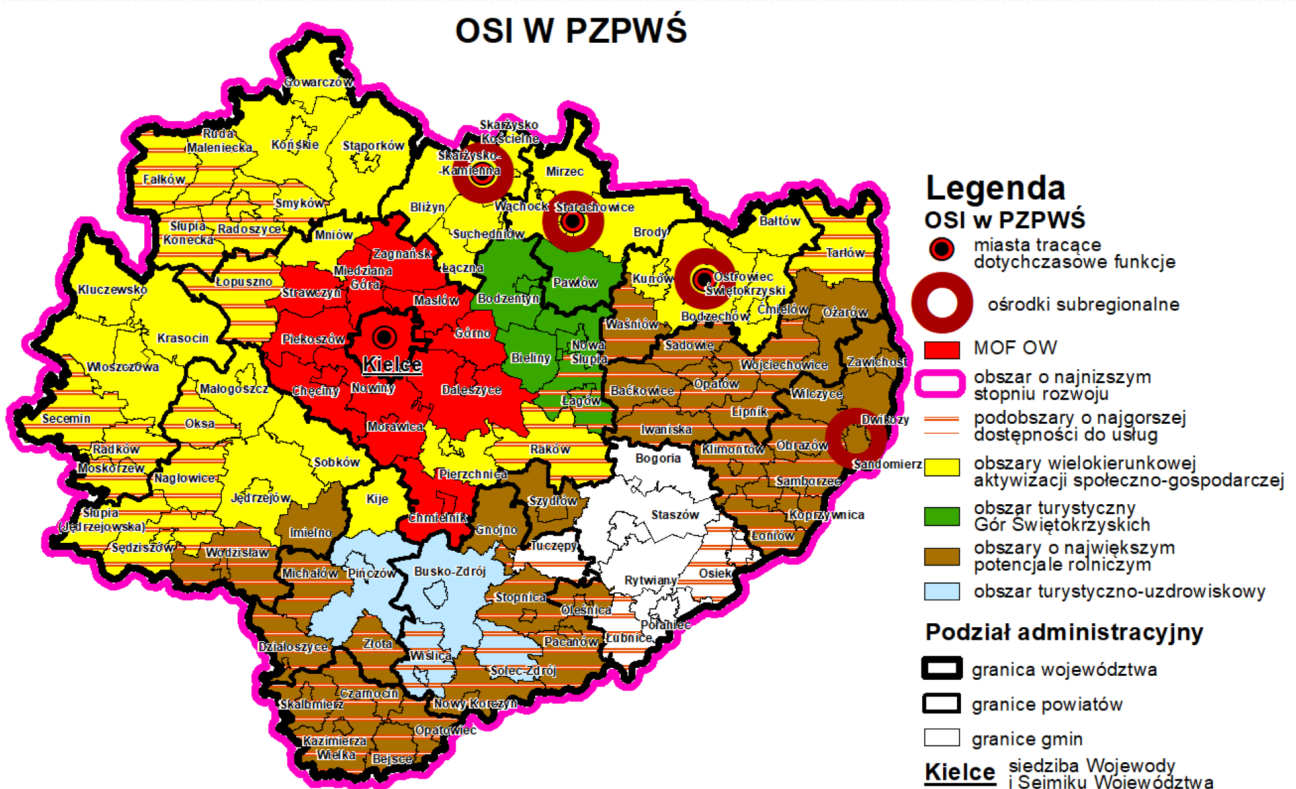 OSI W PZPWŚ
Gowarczów
Ruda
Maleniecka
Końskie
Stąporków
Skarżysko
Kościelne
Skarżysko-
-Kamienna
Mirzec
Fałków
Smyków
Bliżyn
Wąchock
Starachowice
Słupia
Konecka
Radoszyce
Mniów
Suchedniów
Brody
Bałtów
Tarłów
Zagnańsk
Łączna
Miedziana
Góra
Kluczewsko
Łopuszno
Strawczyn
Masłów
Bodzentyn
Pawłów
Kunów
Ostrowiec
Świętokrzyski
Bodzechów
Ćmielów
Ożarów
Krasocin
Piekoszów
Kielce
Górno
Waśniów
Sadowie
Wojciechowice
Zawichost
Włoszczowa
Bieliny
Nowa
Słupia
Małogoszcz
Chęciny
Nowiny
Daleszyce
Łagów
Baćkowice
Opatów
Lipnik
Wilczyce
Dwikozy
Secemin
Oksa
Morawica
Iwaniska
Radków
Moskorzew
Nagłowice
Sobków
Pierzchnica
Raków
Bogoria
Klimontów
Obrazów
Sandomierz
Samborzec
Jędrzejów
Kije
Chmielnik
Szydłów
Staszów
Koprzywnica
Łoniów
Słupia
(Jędrzejowska)
Sędziszów
Imielno
Gnojno
Wodzisław
Tuczępy
Michałów
Pińczów
Busko-Zdrój
Rytwiany
Osiek
Stopnica
Oleśnica
Połaniec
Łubnice
Działoszyce
Złota
Wiślica
Pacanów
Solec-Zdrój
Skalbmierz
Czarnocin
Nowy Korczyn
Kazimierza
Wielka
Opatowiec
Bejsce
Legenda
OSI w PZPWŚ
miasta tracące
dotychczasowe funkcje
ośrodki subregionalne
MOF OW
obszar o najniższym
stopniu rozwoju
podobszary o najgorszej
dostępności do usług
obszary wielokierunkowej
aktywizacji społeczno-gospodarczej
obszar turystyczny
Gór Świętokrzyskich
obszary o największym
potencjale rolniczym
obszar turystyczno-uzdrowiskowy
Podział administracyjny
granica województwa
granice powiatów
granice gmin
Kielce siedziba Wojewody
i Sejmiku Województwa